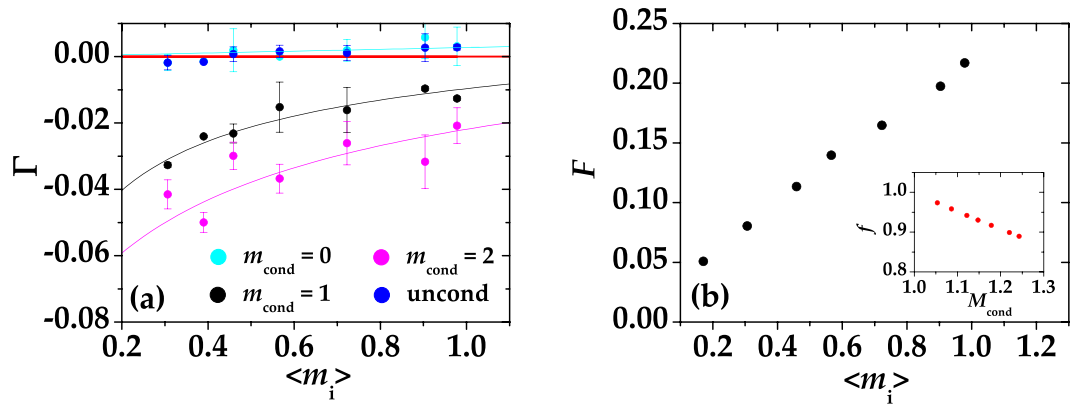 0.00
-0.02
-0.04
-0.06
-0.08
Γ
m_cond = 0
m_cond = 2
m_cond = 1
uncond
(a)
0.2 0.4 0.6 0.8 1.0
<m_i>
0.25
0.20
0.15
0.10
0.05
0.00
F
1.0
0.9
0.8
f
1.0 1.1 1.2 1.3
M_cond
(b)
0.2 0.4 0.6 0.8 1.0 1.2
<m_i>